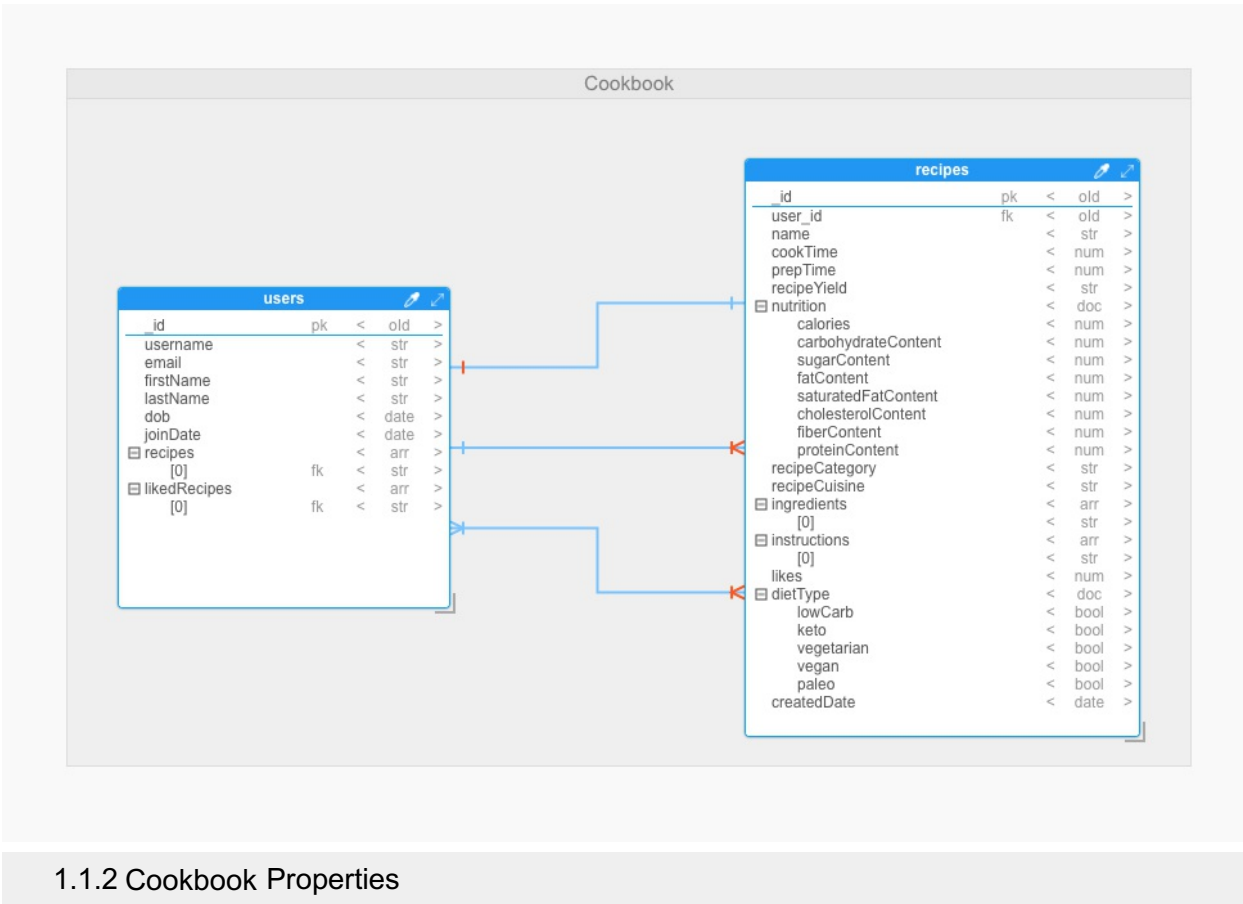 Cookbook
users
_id pk < old >
username < str >
email < str >
firstName < str >
lastName < str >
dob < date >
joinDate < date >
recipes < arr >
[0] fk < str >
likedRecipes < arr >
[0] fk < str >
recipes
_id pk < old >
user_id fk < old >
name < str >
cookTime < num >
prepTime < num >
recipeYield < str >
nutrition < doc >
calories < num >
carbohydrateContent < num >
sugarContent < num >
fatContent < num >
saturatedFatContent < num >
cholesterolContent < num >
fiberContent < num >
proteinContent < num >
recipeCategory < str >
recipeCuisine < str >
ingredients < arr >
[0] < str >
instructions < arr >
[0] < str >
likes < num >
dietType < doc >
lowCarb < bool >
keto < bool >
vegetarian < bool >
vegan < bool >
paleo < bool >
createdDate < date >
1.1.2 Cookbook Properties